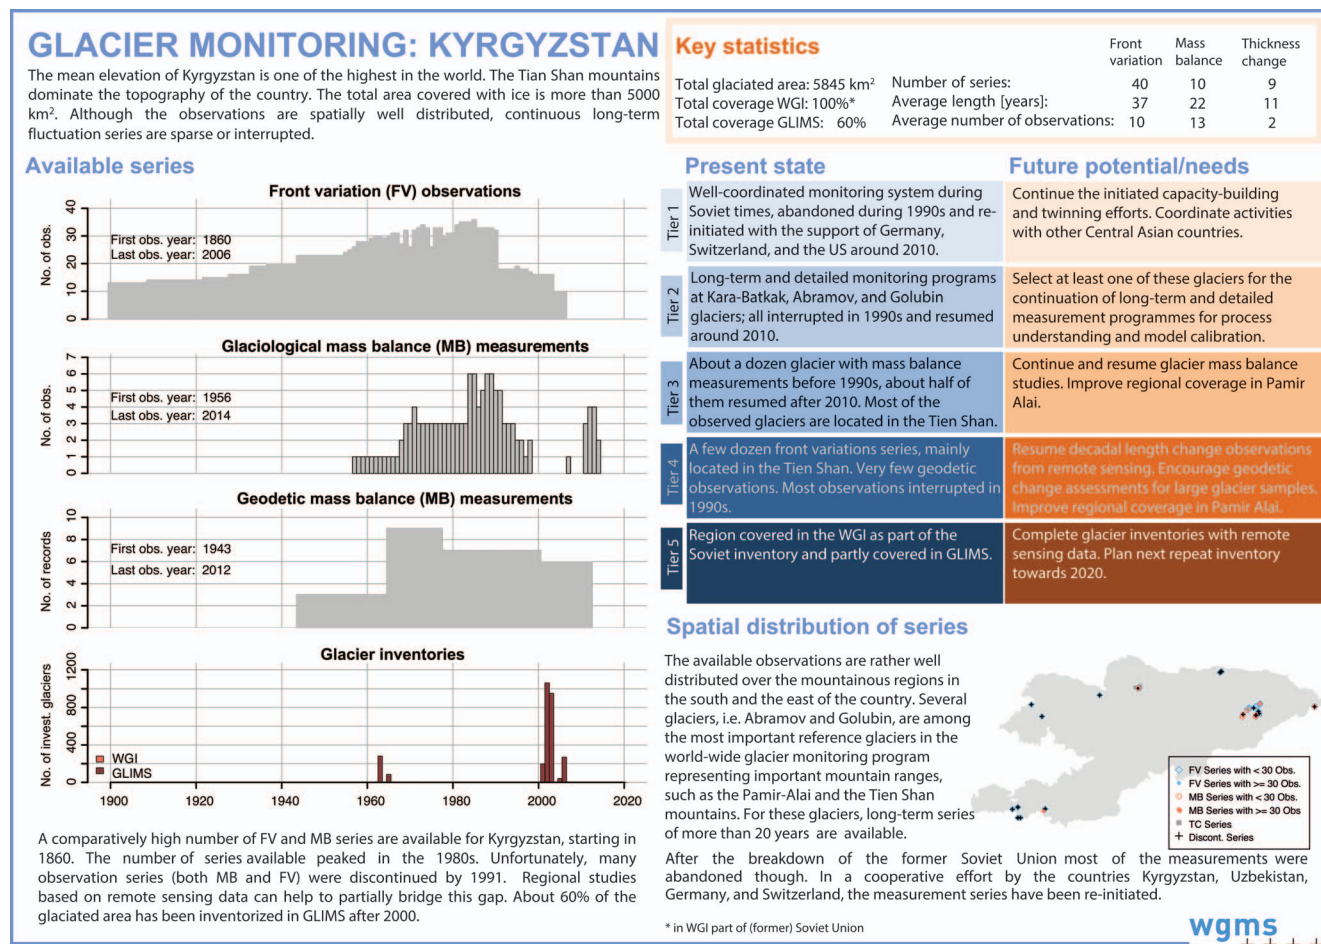 GLACIER MONITORING: KYRGYZSTAN
The mean elevation of Kyrgyzstan is one of the highest in the world. The Tian Shan mountains
dominate the topography of the country. The total area covered with ice is more than 5000
km². Although the observations are spatially well distributed, continuous long-term
fluctuation series are sparse or interrupted.
Key statistics
Total glaciated area: 5845 km²
Total coverage WGI: 100%*
Total coverage GLIMS: 60%
Front variation Mass balance Thickness change
Number of series: 40 10 9
Average length [years]: 37 22 11
Average number of observations: 10 13 2
Available series
Front variation (FV) observations
No. of obs.
0 10 20 30 40
First obs. year: 1860
Last obs. year: 2006
Glaciological mass balance (MB) measurements
No. of obs.
0 1 2 3 4 5 6 7
First obs. year: 1956
Last obs. year: 2014
Geodetic mass balance (MB) measurements
No. of records
0 2 4 6 8 10
First obs. year: 1943
Last obs. year: 2012
Glacier inventories
No. of invest. glaciers
0 400 800 1200
WGI
GLIMS
1900 1920 1940 1960 1980 2000 2020
A comparatively high number of FV and MB series are available for Kyrgyzstan, starting in
1860. The number of series available peaked in the 1980s. Unfortunately, many
observation series (both MB and FV) were discontinued by 1991. Regional studies
based on remote sensing data can help to partially bridge this gap. About 60% of the
glaciated area has been inventorized in GLIMS after 2000.
Present state
Future potential/needs
Tier 1
Well-coordinated monitoring system during
Soviet times, abandoned during 1990s and re-
initiated with the support of Germany,
Switzerland, and the US around 2010.
Continue the initiated capacity-building
and twinning efforts. Coordinate activities
with other Central Asian countries.
Tier 2
Long-term and detailed monitoring programs
at Kara-Batkak, Abramov, and Golubin
glaciers; all interrupted in 1990s and resumed
around 2010.
Select at least one of these glaciers for the
continuation of long-term and detailed
measurement programmes for process
understanding and model calibration.
Tier 3
About a dozen glacier with mass balance
measurements before 1990s, about half of
them resumed after 2010. Most of the
observed glaciers are located in the Tien Shan.
Continue and resume glacier mass balance
studies. Improve regional coverage in Pamir
Alai.
Tier 4
A few dozen front variations series, mainly
located in the Tien Shan. Very few geodetic
observations. Most observations interrupted in
1990s.
Resume decadal length change observations
from remote sensing. Encourage geodetic
change assessments for large glacier samples.
Improve regional coverage in Pamir Alai.
Tier 5
Region covered in the WGI as part of the
Soviet inventory and partly covered in GLIMS.
Complete glacier inventories with remote
sensing data. Plan next repeat inventory
towards 2020.
Spatial distribution of series
The available observations are rather well
distributed over the mountainous regions in
the south and the east of the country. Several
glaciers, i.e. Abramov and Golubin, are among
the most important reference glaciers in the
world-wide glacier monitoring program
representing important mountain ranges,
such as the Pamir-Alai and the Tien Shan
mountains. For these glaciers, long-term series
of more than 20 years are available.
FV Series with < 30 Obs.
FV Series with >= 30 Obs.
MB Series with < 30 Obs.
MB Series with >= 30 Obs
TC Series
Discont. Series
After the breakdown of the former Soviet Union most of the measurements were
abandoned though. In a cooperative effort by the countries Kyrgyzstan, Uzbekistan,
Germany, and Switzerland, the measurement series have been re-initiated.
* in WGI part of (former) Soviet Union
wgms